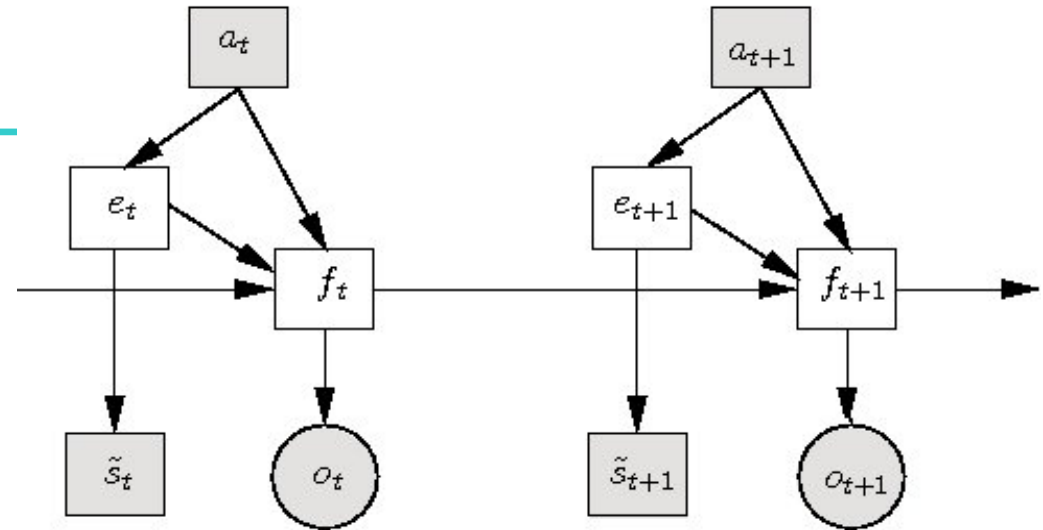 a_t a_{t+1}
e_t e_{t+1}
f_t f_{t+1}
s̃_t o_t s̃_{t+1} o_{t+1}